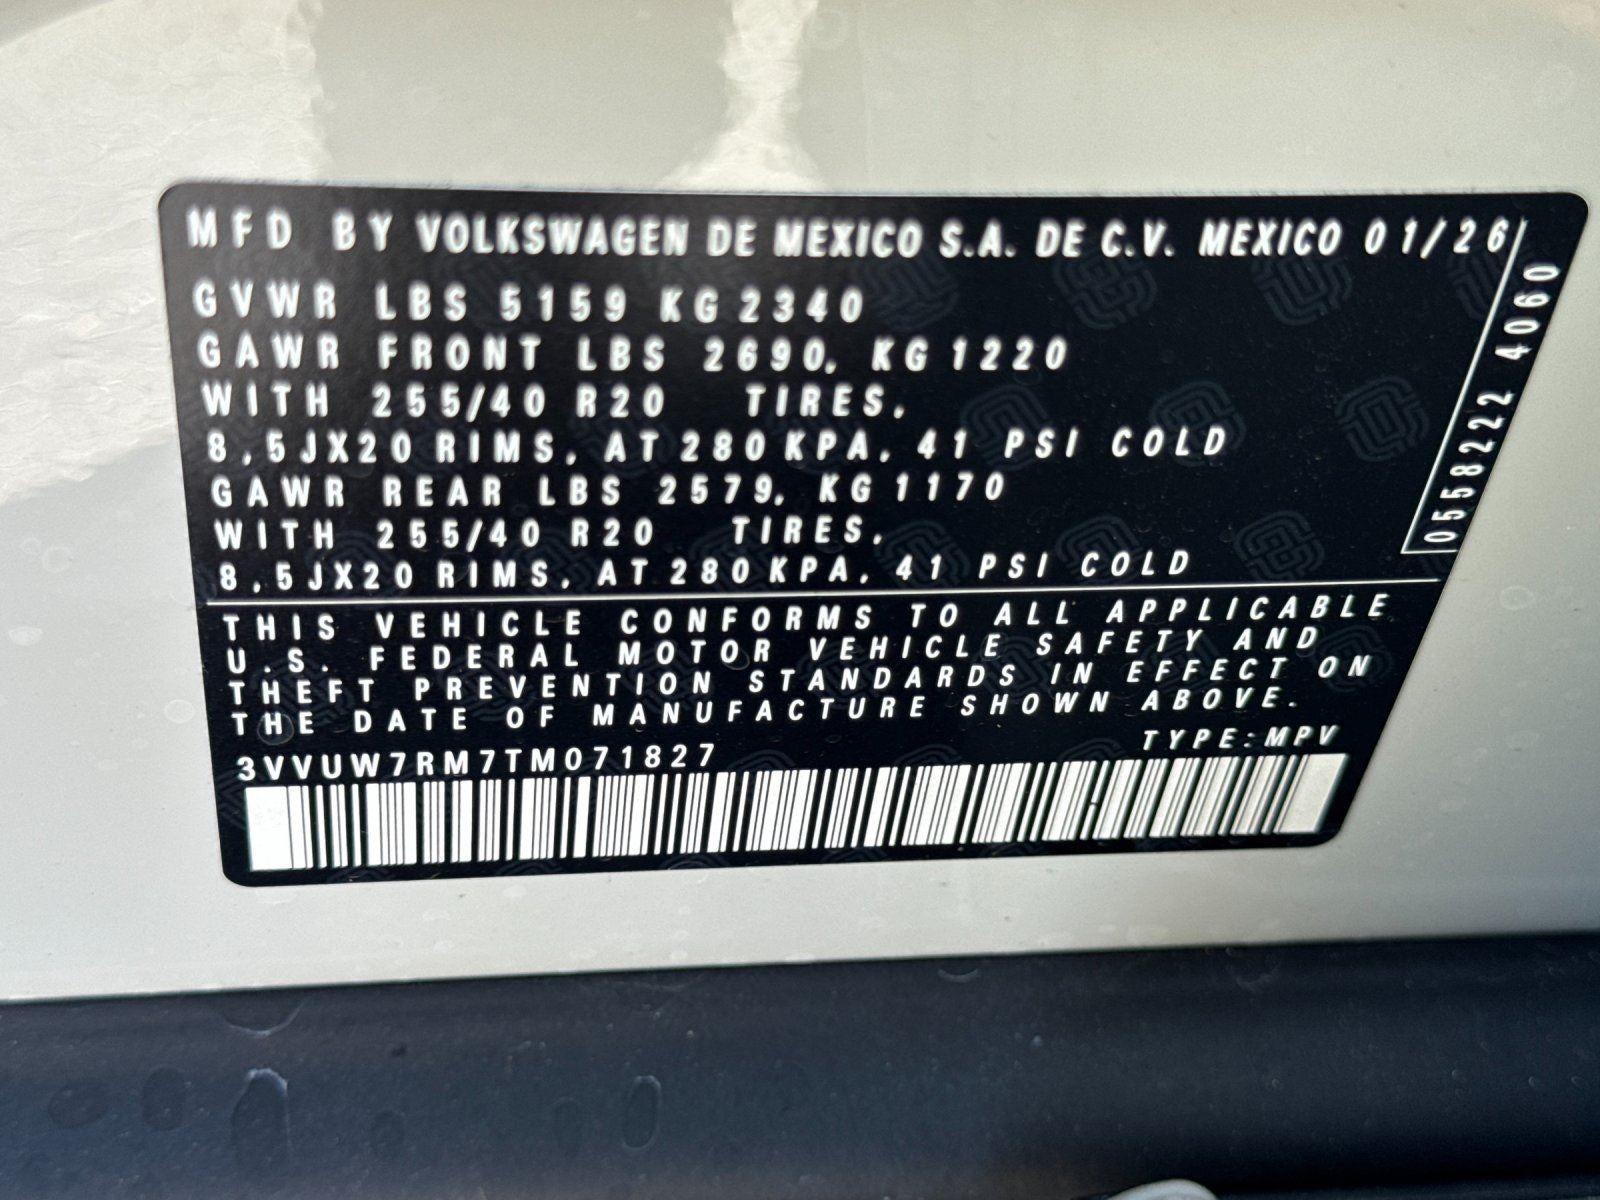 MFD BY VOLKSWAGEN DE MEXICO S.A. DE C.V. MEXICO 01/26
GVWR LBS 5159 KG 2340
GAWR FRONT LBS 2690, KG 1220
WITH 255/40 R20 TIRES,
8,5JX20 RIMS, AT 280 KPA, 41 PSI COLD
GAWR REAR LBS 2579, KG 1170
WITH 255/40 R20 TIRES,
8,5JX20 RIMS, AT 280 KPA, 41 PSI COLD
0558222 4060
THIS VEHICLE CONFORMS TO ALL APPLICABLE
U.S. FEDERAL MOTOR VEHICLE SAFETY AND
THEFT PREVENTION STANDARDS IN EFFECT ON
THE DATE OF MANUFACTURE SHOWN ABOVE.
3VVUW7RM7TM071827
TYPE:MPV